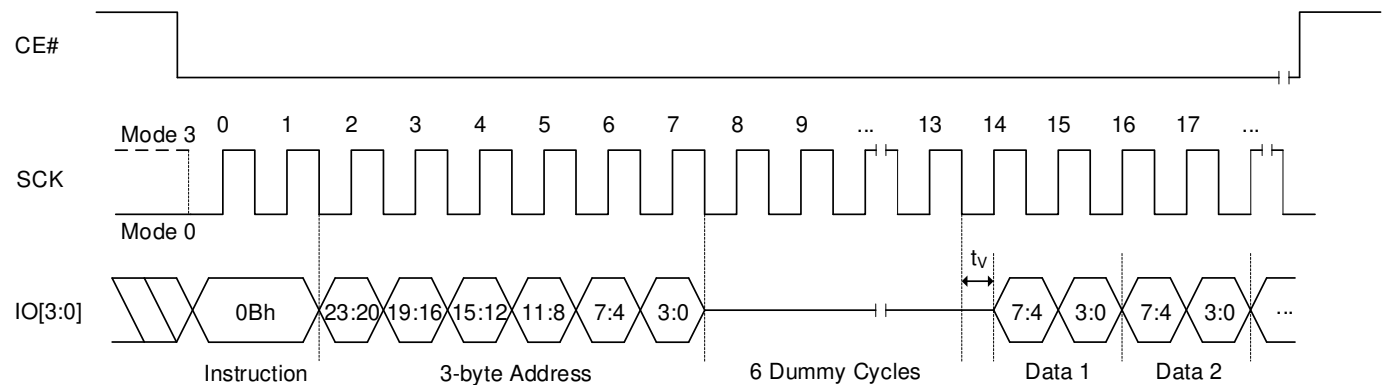 CE#
0 1 2 3 4 5 6 7 8 9 ... 13 14 15 16 17 ...
Mode 3
SCK
Mode 0
tV
IO[3:0] 0Bh 23:20 19:16 15:12 11:8 7:4 3:0 7:4 3:0 7:4 3:0 ...
Instruction 3-byte Address 6 Dummy Cycles Data 1 Data 2